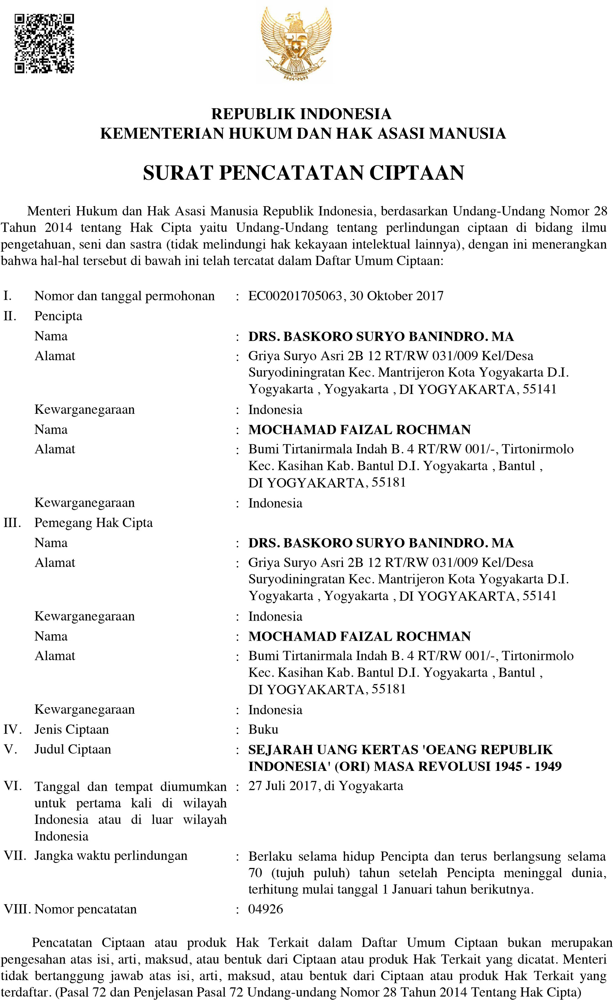 REPUBLIK INDONESIA
KEMENTERIAN HUKUM DAN HAK ASASI MANUSIA
SURAT PENCATATAN CIPTAAN
Menteri Hukum dan Hak Asasi Manusia Republik Indonesia, berdasarkan Undang-Undang Nomor 28
Tahun 2014 tentang Hak Cipta yaitu Undang-Undang tentang perlindungan ciptaan di bidang ilmu
pengetahuan, seni dan sastra (tidak melindungi hak kekayaan intelektual lainnya), dengan ini menerangkan
bahwa hal-hal tersebut di bawah ini telah tercatat dalam Daftar Umum Ciptaan:
I. Nomor dan tanggal permohonan : EC00201705063, 30 Oktober 2017
II. Pencipta
Nama : DRS. BASKORO SURYO BANINDRO. MA
Alamat : Griya Suryo Asri 2B 12 RT/RW 031/009 Kel/Desa
Suryodiningratan Kec. Mantrijeron Kota Yogyakarta D.I.
Yogyakarta , Yogyakarta , DI YOGYAKARTA, 55141
Kewarganegaraan : Indonesia
Nama : MOCHAMAD FAIZAL ROCHMAN
Alamat : Bumi Tirtanirmala Indah B. 4 RT/RW 001/-, Tirtonirmolo
Kec. Kasihan Kab. Bantul D.I. Yogyakarta , Bantul ,
DI YOGYAKARTA, 55181
Kewarganegaraan : Indonesia
III. Pemegang Hak Cipta
Nama : DRS. BASKORO SURYO BANINDRO. MA
Alamat : Griya Suryo Asri 2B 12 RT/RW 031/009 Kel/Desa
Suryodiningratan Kec. Mantrijeron Kota Yogyakarta D.I.
Yogyakarta , Yogyakarta , DI YOGYAKARTA, 55141
Kewarganegaraan : Indonesia
Nama : MOCHAMAD FAIZAL ROCHMAN
Alamat : Bumi Tirtanirmala Indah B. 4 RT/RW 001/-, Tirtonirmolo
Kec. Kasihan Kab. Bantul D.I. Yogyakarta , Bantul ,
DI YOGYAKARTA, 55181
Kewarganegaraan : Indonesia
IV. Jenis Ciptaan : Buku
V. Judul Ciptaan : SEJARAH UANG KERTAS 'OEANG REPUBLIK
INDONESIA' (ORI) MASA REVOLUSI 1945 - 1949
VI. Tanggal dan tempat diumumkan : 27 Juli 2017, di Yogyakarta
untuk pertama kali di wilayah
Indonesia atau di luar wilayah
Indonesia
VII. Jangka waktu perlindungan : Berlaku selama hidup Pencipta dan terus berlangsung selama
70 (tujuh puluh) tahun setelah Pencipta meninggal dunia,
terhitung mulai tanggal 1 Januari tahun berikutnya.
VIII. Nomor pencatatan : 04926
Pencatatan Ciptaan atau produk Hak Terkait dalam Daftar Umum Ciptaan bukan merupakan
pengesahan atas isi, arti, maksud, atau bentuk dari Ciptaan atau produk Hak Terkait yang dicatat. Menteri
tidak bertanggung jawab atas isi, arti, maksud, atau bentuk dari Ciptaan atau produk Hak Terkait yang
terdaftar. (Pasal 72 dan Penjelasan Pasal 72 Undang-undang Nomor 28 Tahun 2014 Tentang Hak Cipta)